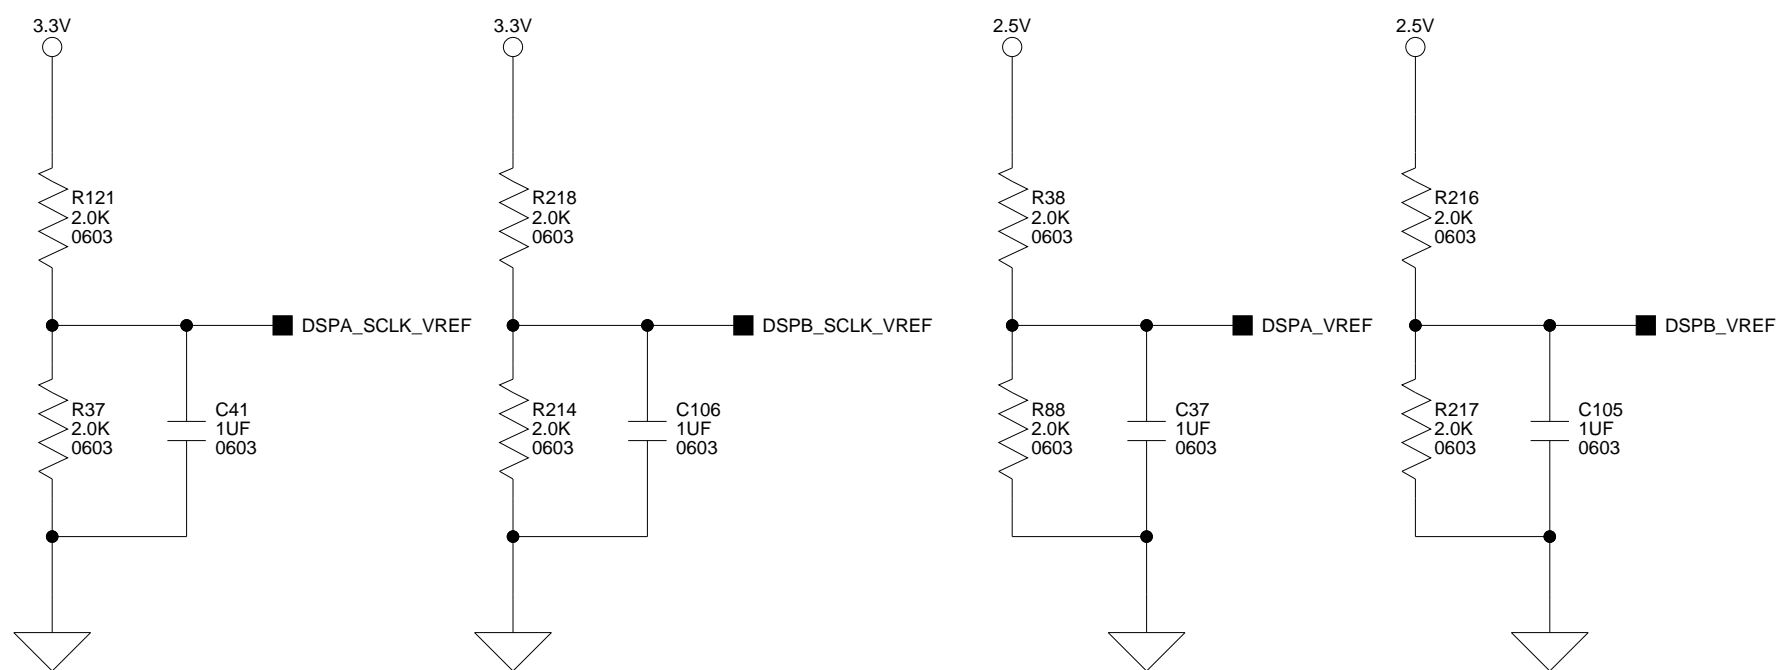 3.3V
3.3V
2.5V
2.5V
R121
2.0K
0603
R218
2.0K
0603
R38
2.0K
0603
R216
2.0K
0603
DSPA_SCLK_VREF
DSPB_SCLK_VREF
DSPA_VREF
DSPB_VREF
R37
2.0K
0603
C41
1UF
0603
R214
2.0K
0603
C106
1UF
0603
R88
2.0K
0603
C37
1UF
0603
R217
2.0K
0603
C105
1UF
0603